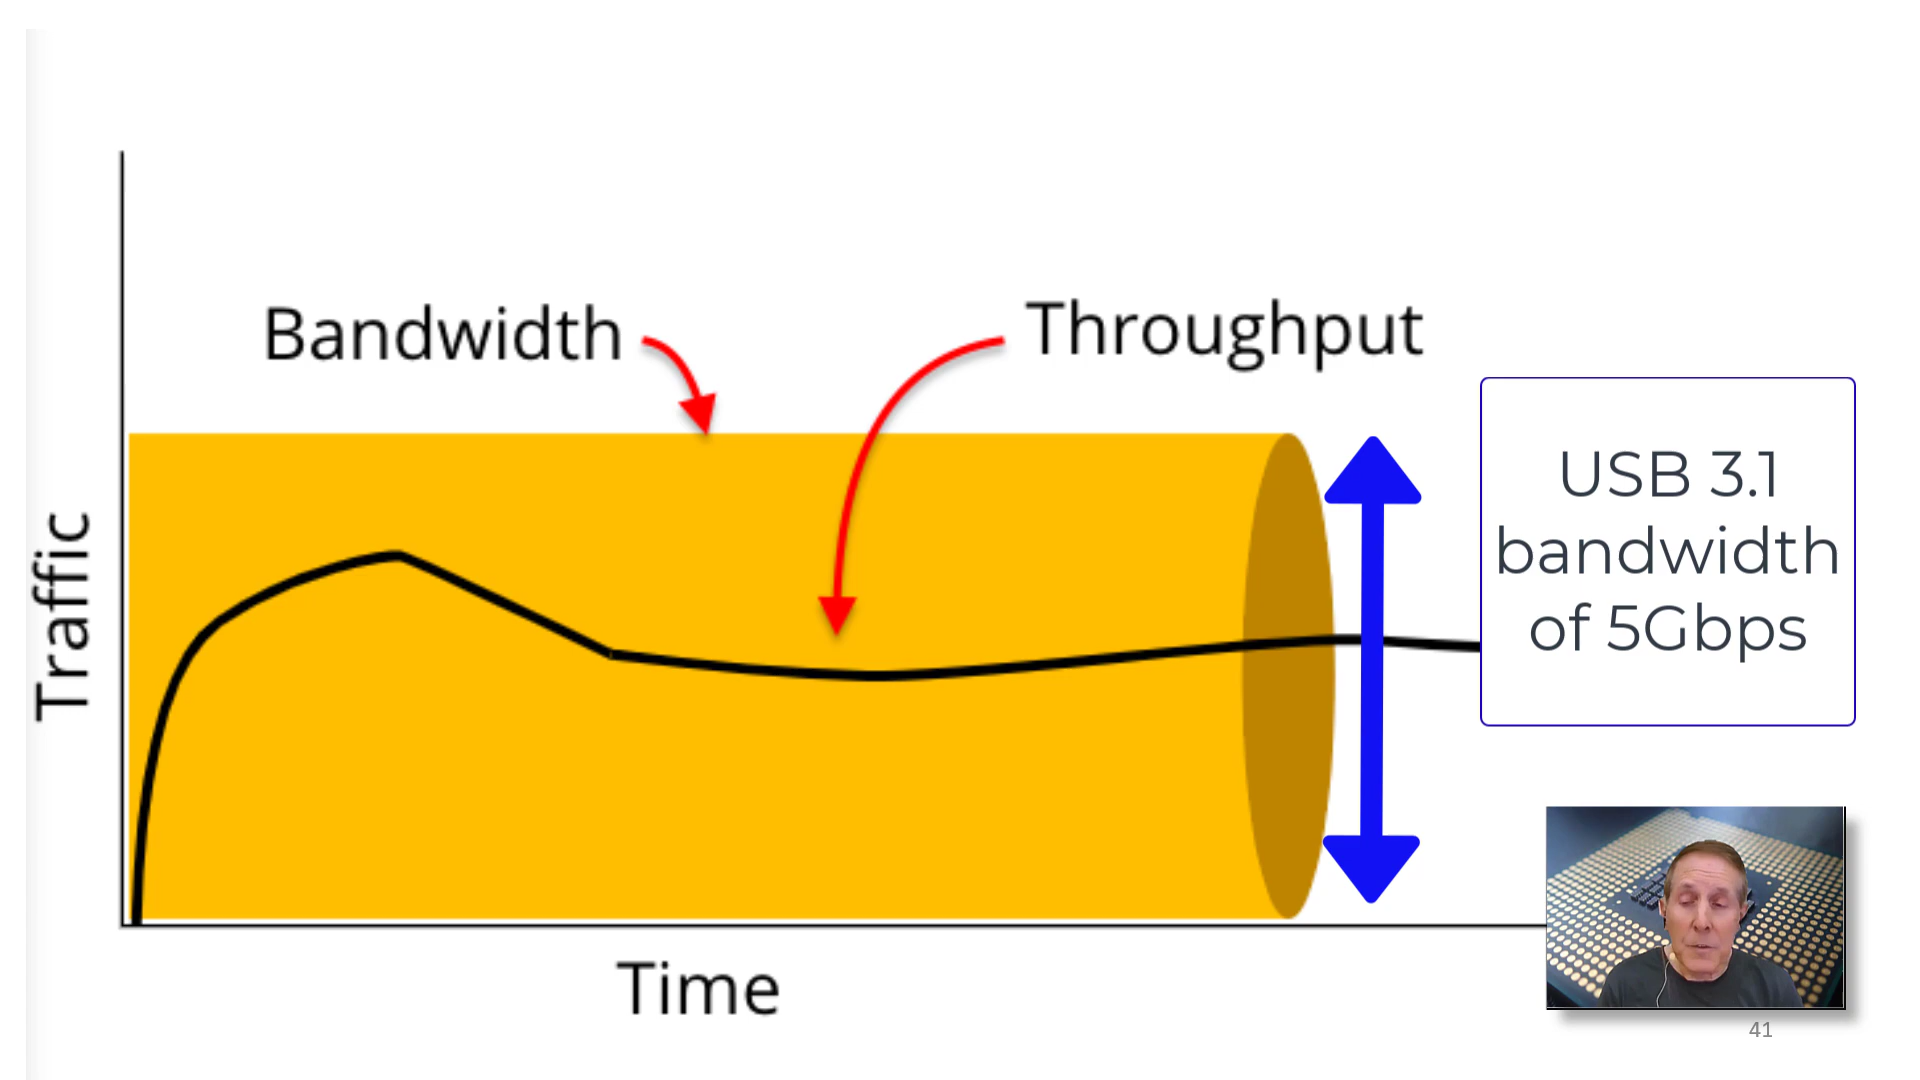 Bandwidth
Throughput
USB 3.1
bandwidth
of 5Gbps
Traffic
Time
41